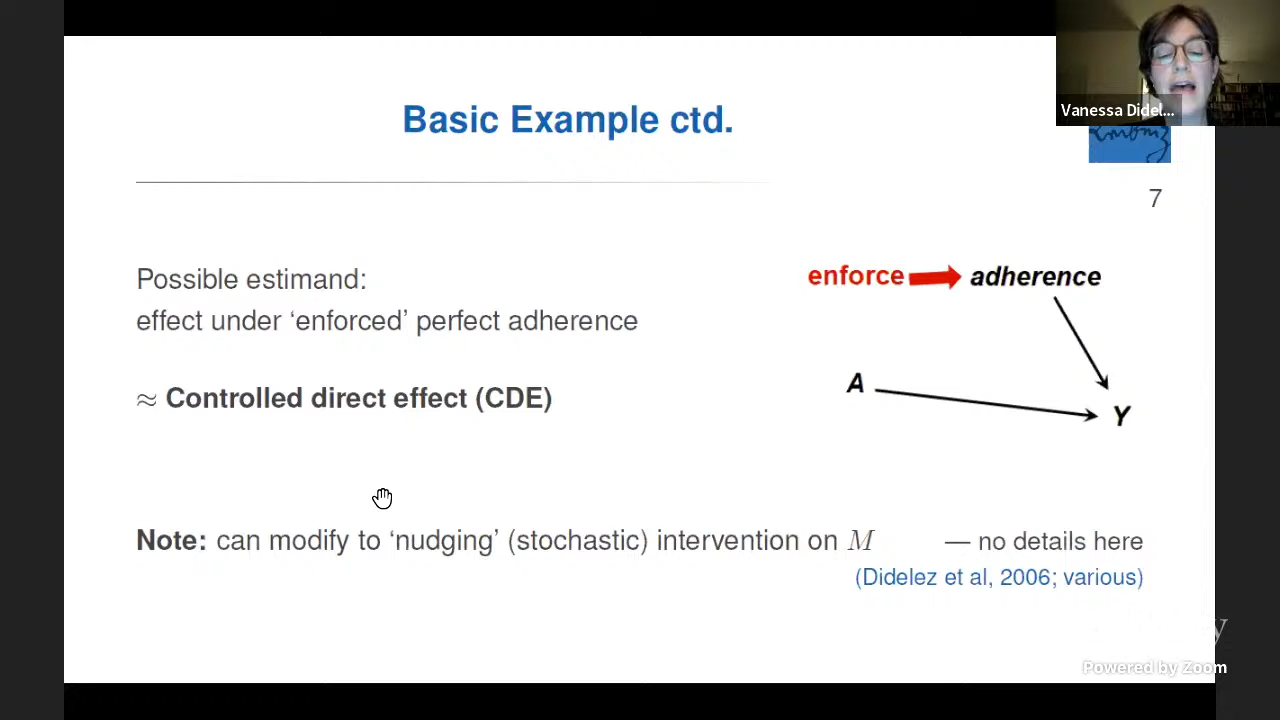 Basic Example ctd.
Vanessa Didel...
7
Possible estimand:
effect under ‘enforced’ perfect adherence
≈ Controlled direct effect (CDE)
enforce adherence
A
Y
Note: can modify to ‘nudging’ (stochastic) intervention on M — no details here
(Didelez et al, 2006; various)
y
Powered by Zoom